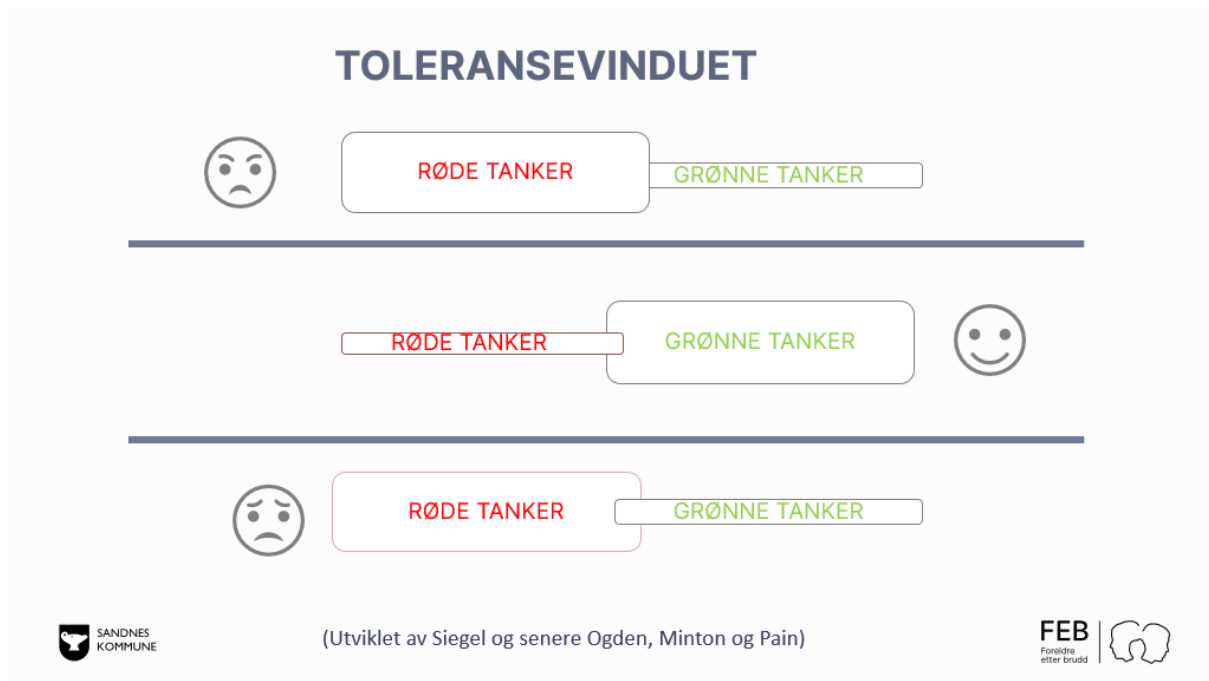 TOLERANSEVINDUET
RØDE TANKER
GRØNNE TANKER
RØDE TANKER
GRØNNE TANKER
RØDE TANKER
GRØNNE TANKER
SANDNES
KOMMUNE
(Utviklet av Siegel og senere Ogden, Minton og Pain)
FEB
Foreldre
etter brudd